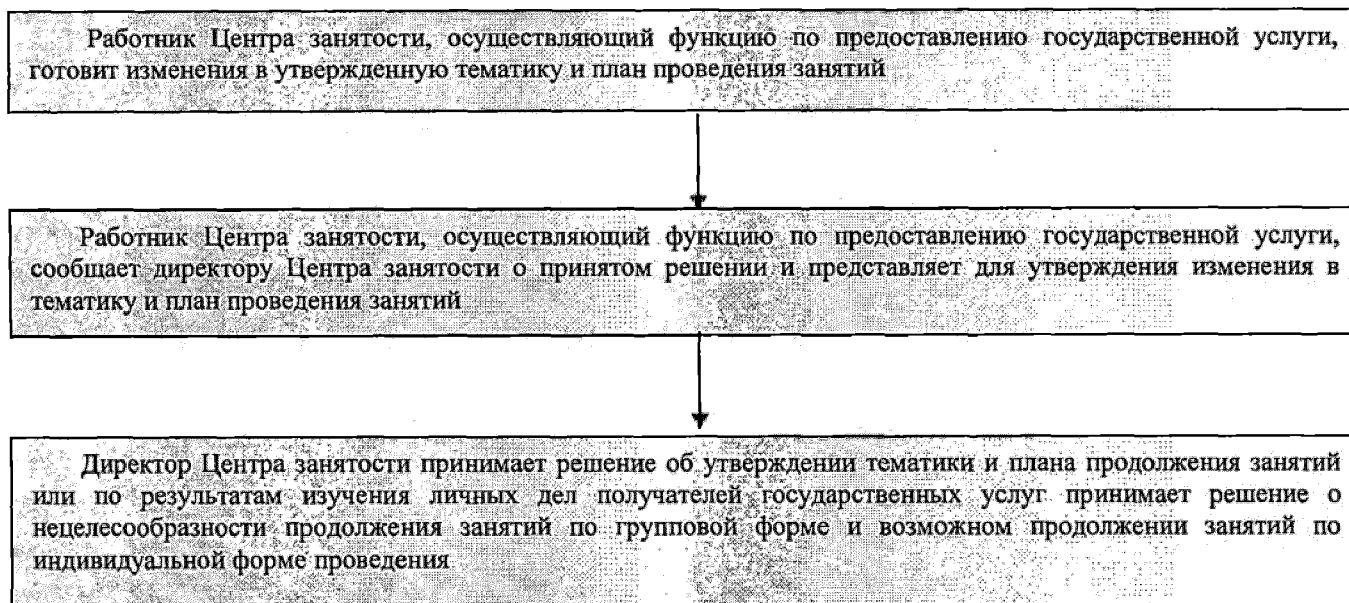 Работник Центра занятости, осуществляющий функцию по предоставлению государственной услуги,
готовит изменения в утвержденную тематику и план проведения занятий
Работник Центра занятости, осуществляющий функцию по предоставлению государственной услуги,
сообщает директору Центра занятости о принятом решении и представляет для утверждения изменения в
тематику и план проведения занятий
Директор Центра занятости принимает решение об утверждении тематики и плана продолжения занятий
или по результатам изучения личных дел получателей государственных услуг принимает решение о
нецелесообразности продолжения занятий по групповой форме и возможном продолжении занятий по
индивидуальной форме проведения